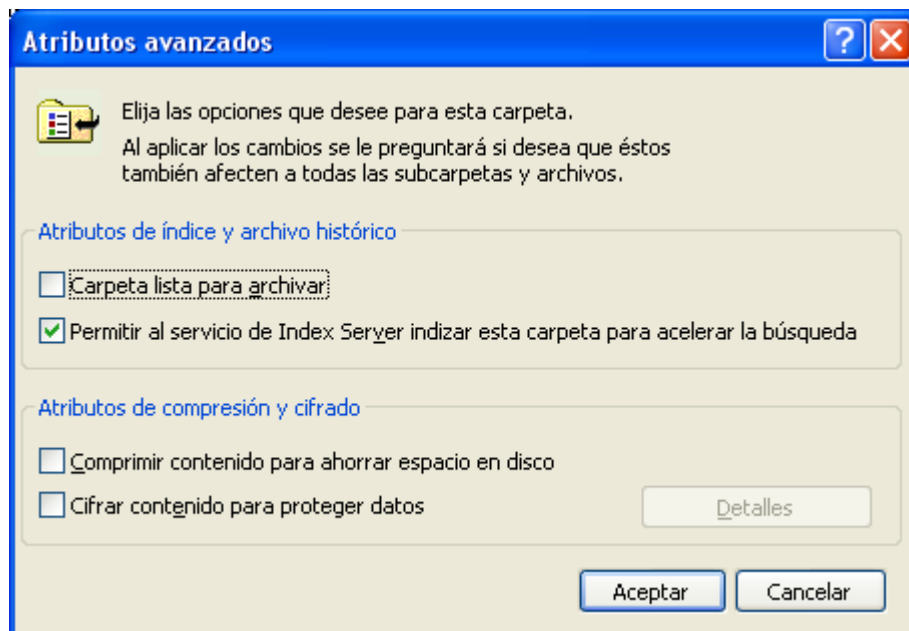 Atributos avanzados
Elija las opciones que desee para esta carpeta.
Al aplicar los cambios se le preguntará si desea que éstos
también afecten a todas las subcarpetas y archivos.
Atributos de índice y archivo histórico
Carpeta lista para archivar
Permitir al servicio de Index Server indizar esta carpeta para acelerar la búsqueda
Atributos de compresión y cifrado
Comprimir contenido para ahorrar espacio en disco
Cifrar contenido para proteger datos
Detalles
Aceptar
Cancelar